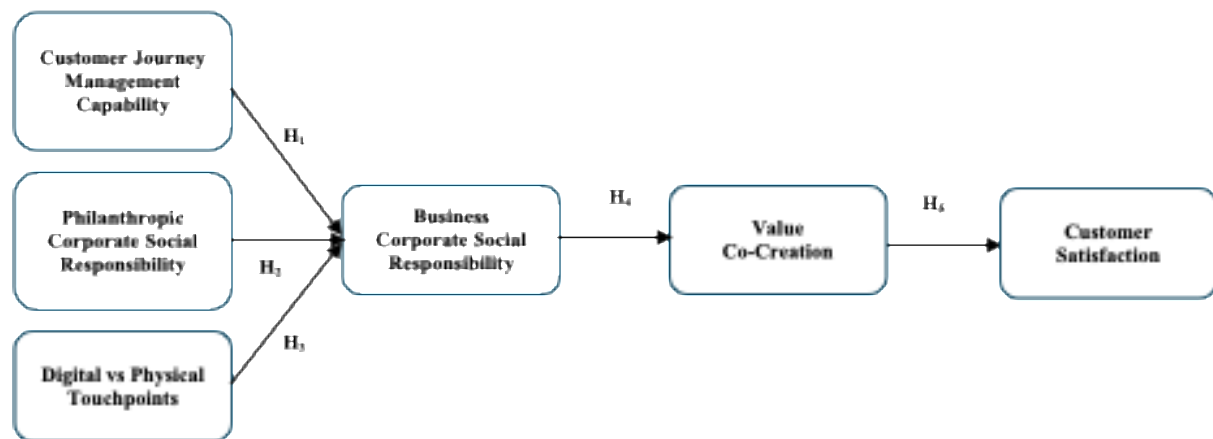 Customer Journey
Management
Capability
H₁
Philanthropic
Corporate Social
Responsibility
H₂
Digital vs Physical
Touchpoints
H₃
Business
Corporate Social
Responsibility
H₄
Value
Co-Creation
H₅
Customer
Satisfaction